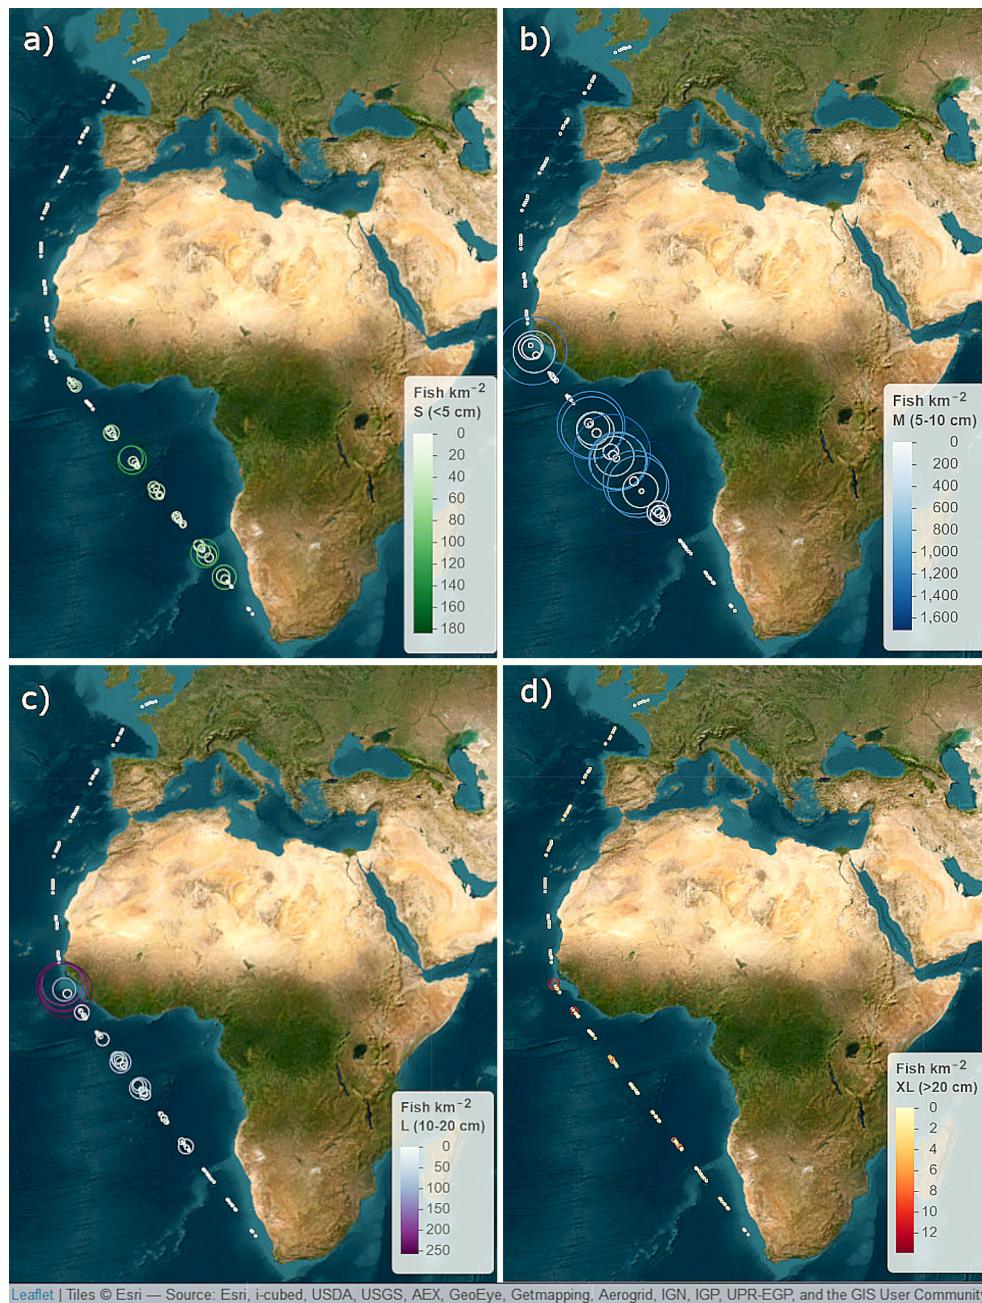 a)
Fish km⁻²
S (<5 cm)
0
20
40
60
80
100
120
140
160
180
b)
Fish km⁻²
M (5-10 cm)
0
200
400
600
800
1,000
1,200
1,400
1,600
c)
Fish km⁻²
L (10-20 cm)
0
50
100
150
200
250
d)
Fish km⁻²
XL (>20 cm)
0
2
4
6
8
10
12
Leaflet | Tiles © Esri — Source: Esri, i-cubed, USDA, USGS, AEX, GeoEye, Getmapping, Aerogrid, IGN, IGP, UPR-EGP, and the GIS User Community